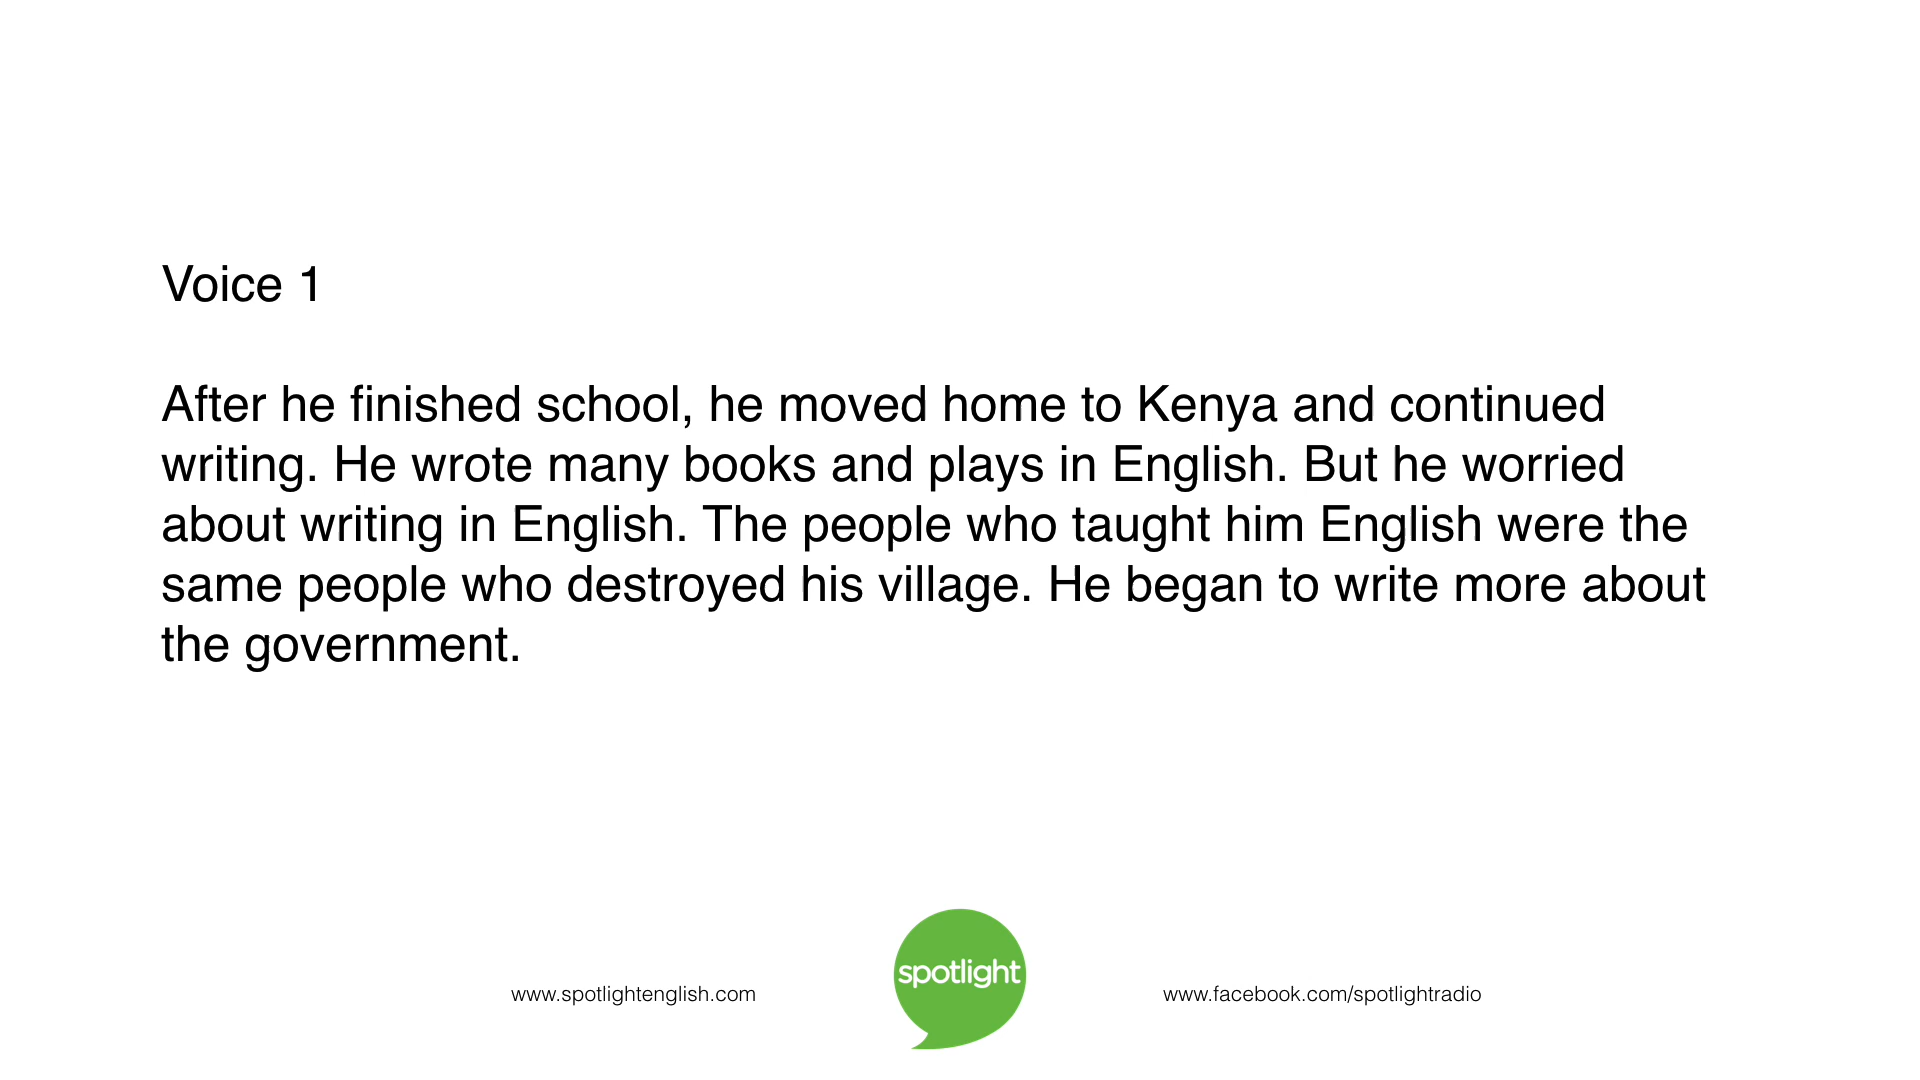 Voice 1
After he finished school, he moved home to Kenya and continued
writing. He wrote many books and plays in English. But he worried
about writing in English. The people who taught him English were the
same people who destroyed his village. He began to write more about
the government.
www.spotlightenglish.com
spotlight
www.facebook.com/spotlightradio